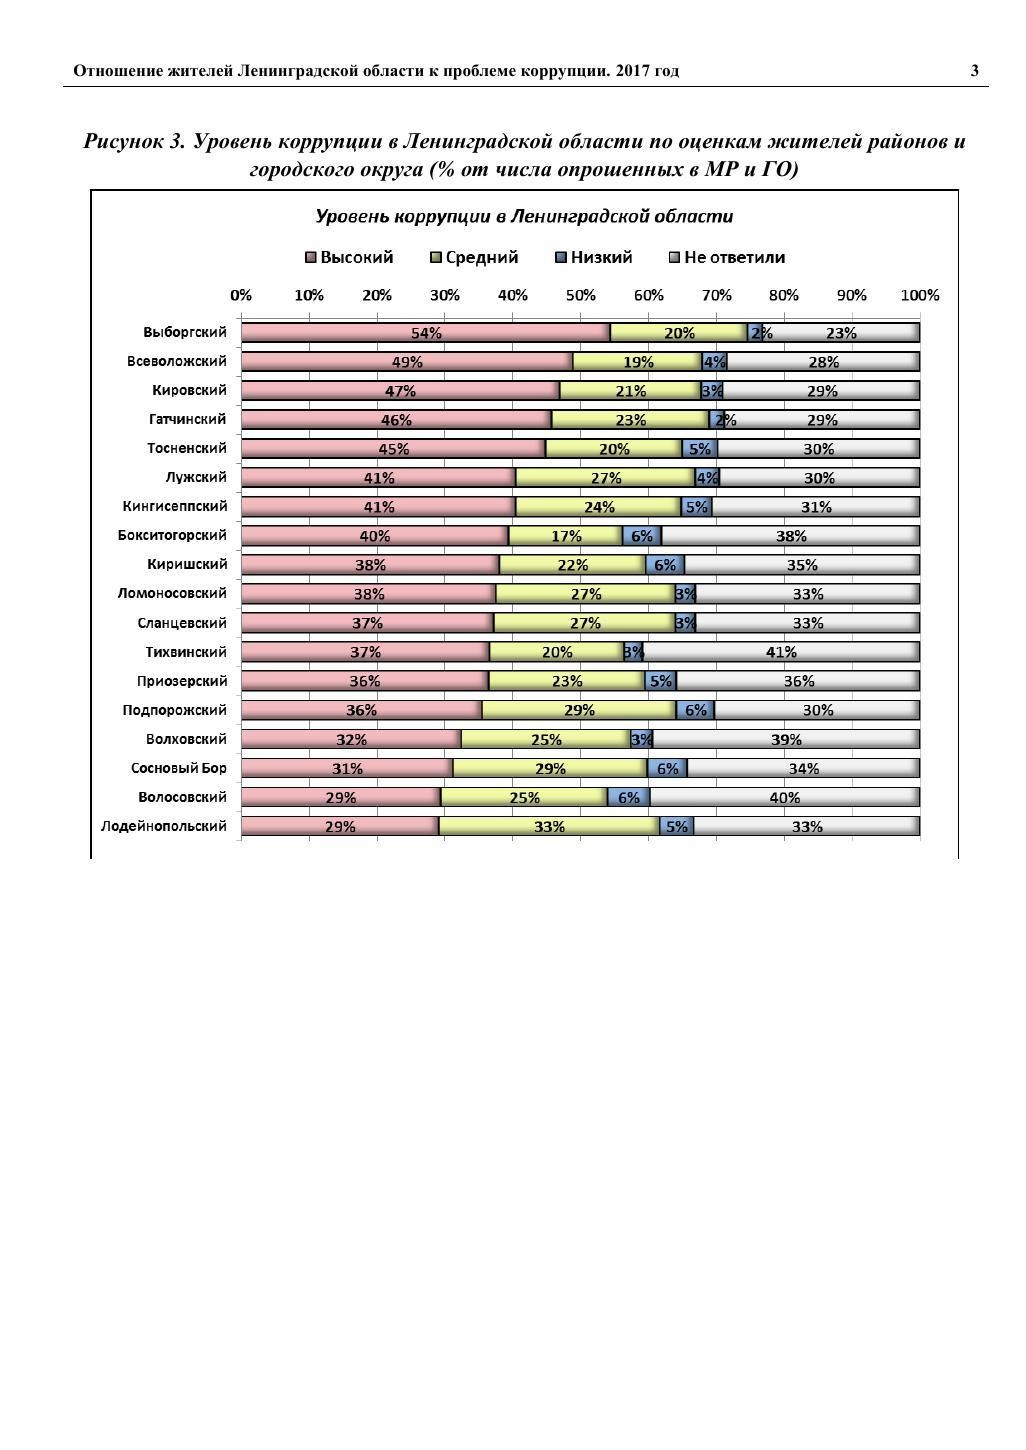 Отношение жителей Ленинградской области к проблеме коррупции. 2017 год 3
Рисунок 3. Уровень коррупции в Ленинградской области по оценкам жителей районов и
городского округа (% от числа опрошенных в МР и ГО)
Уровень коррупции в Ленинградской области
Высокий Средний Низкий Не ответили
0% 10% 20% 30% 40% 50% 60% 70% 80% 90% 100%
Выборгский 54% 20% 2% 23%
Всеволожский 49% 19% 4% 28%
Кировский 47% 21% 3% 29%
Гатчинский 46% 23% 2% 29%
Тосненский 45% 20% 5% 30%
Лужский 41% 27% 4% 30%
Кингисеппский 41% 24% 5% 31%
Бокситогорский 40% 17% 6% 38%
Киришский 38% 22% 6% 35%
Ломоносовский 38% 27% 3% 33%
Сланцевский 37% 27% 3% 33%
Тихвинский 37% 20% 3% 41%
Приозерский 36% 23% 5% 36%
Подпорожский 36% 29% 6% 30%
Волховский 32% 25% 3% 39%
Сосновый Бор 31% 29% 6% 34%
Волосовский 29% 25% 6% 40%
Лодейнопольский 29% 33% 5% 33%